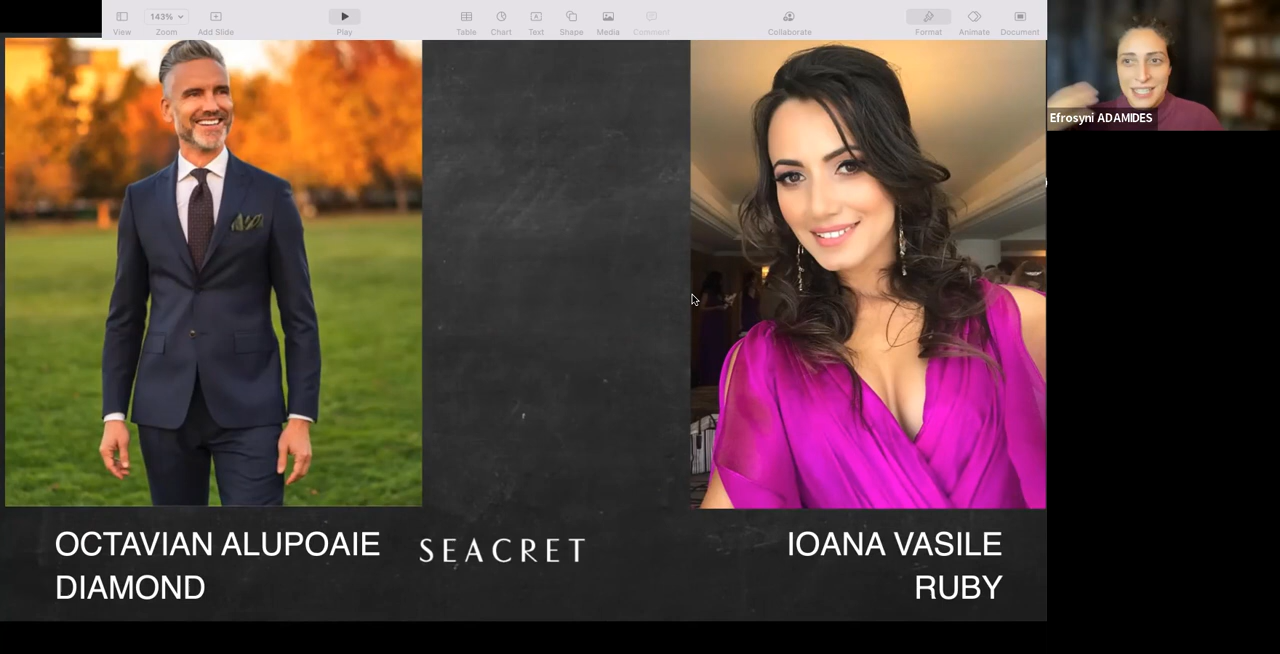 143%
View
Zoom
Add Slide
Play
Table
Chart
Text
Shape
Media
Comment
Collaborate
Format
Animate
Document
Efrosyni ADAMIDES
OCTAVIAN ALUPOAIE
DIAMOND
SEACRET
IOANA VASILE
RUBY